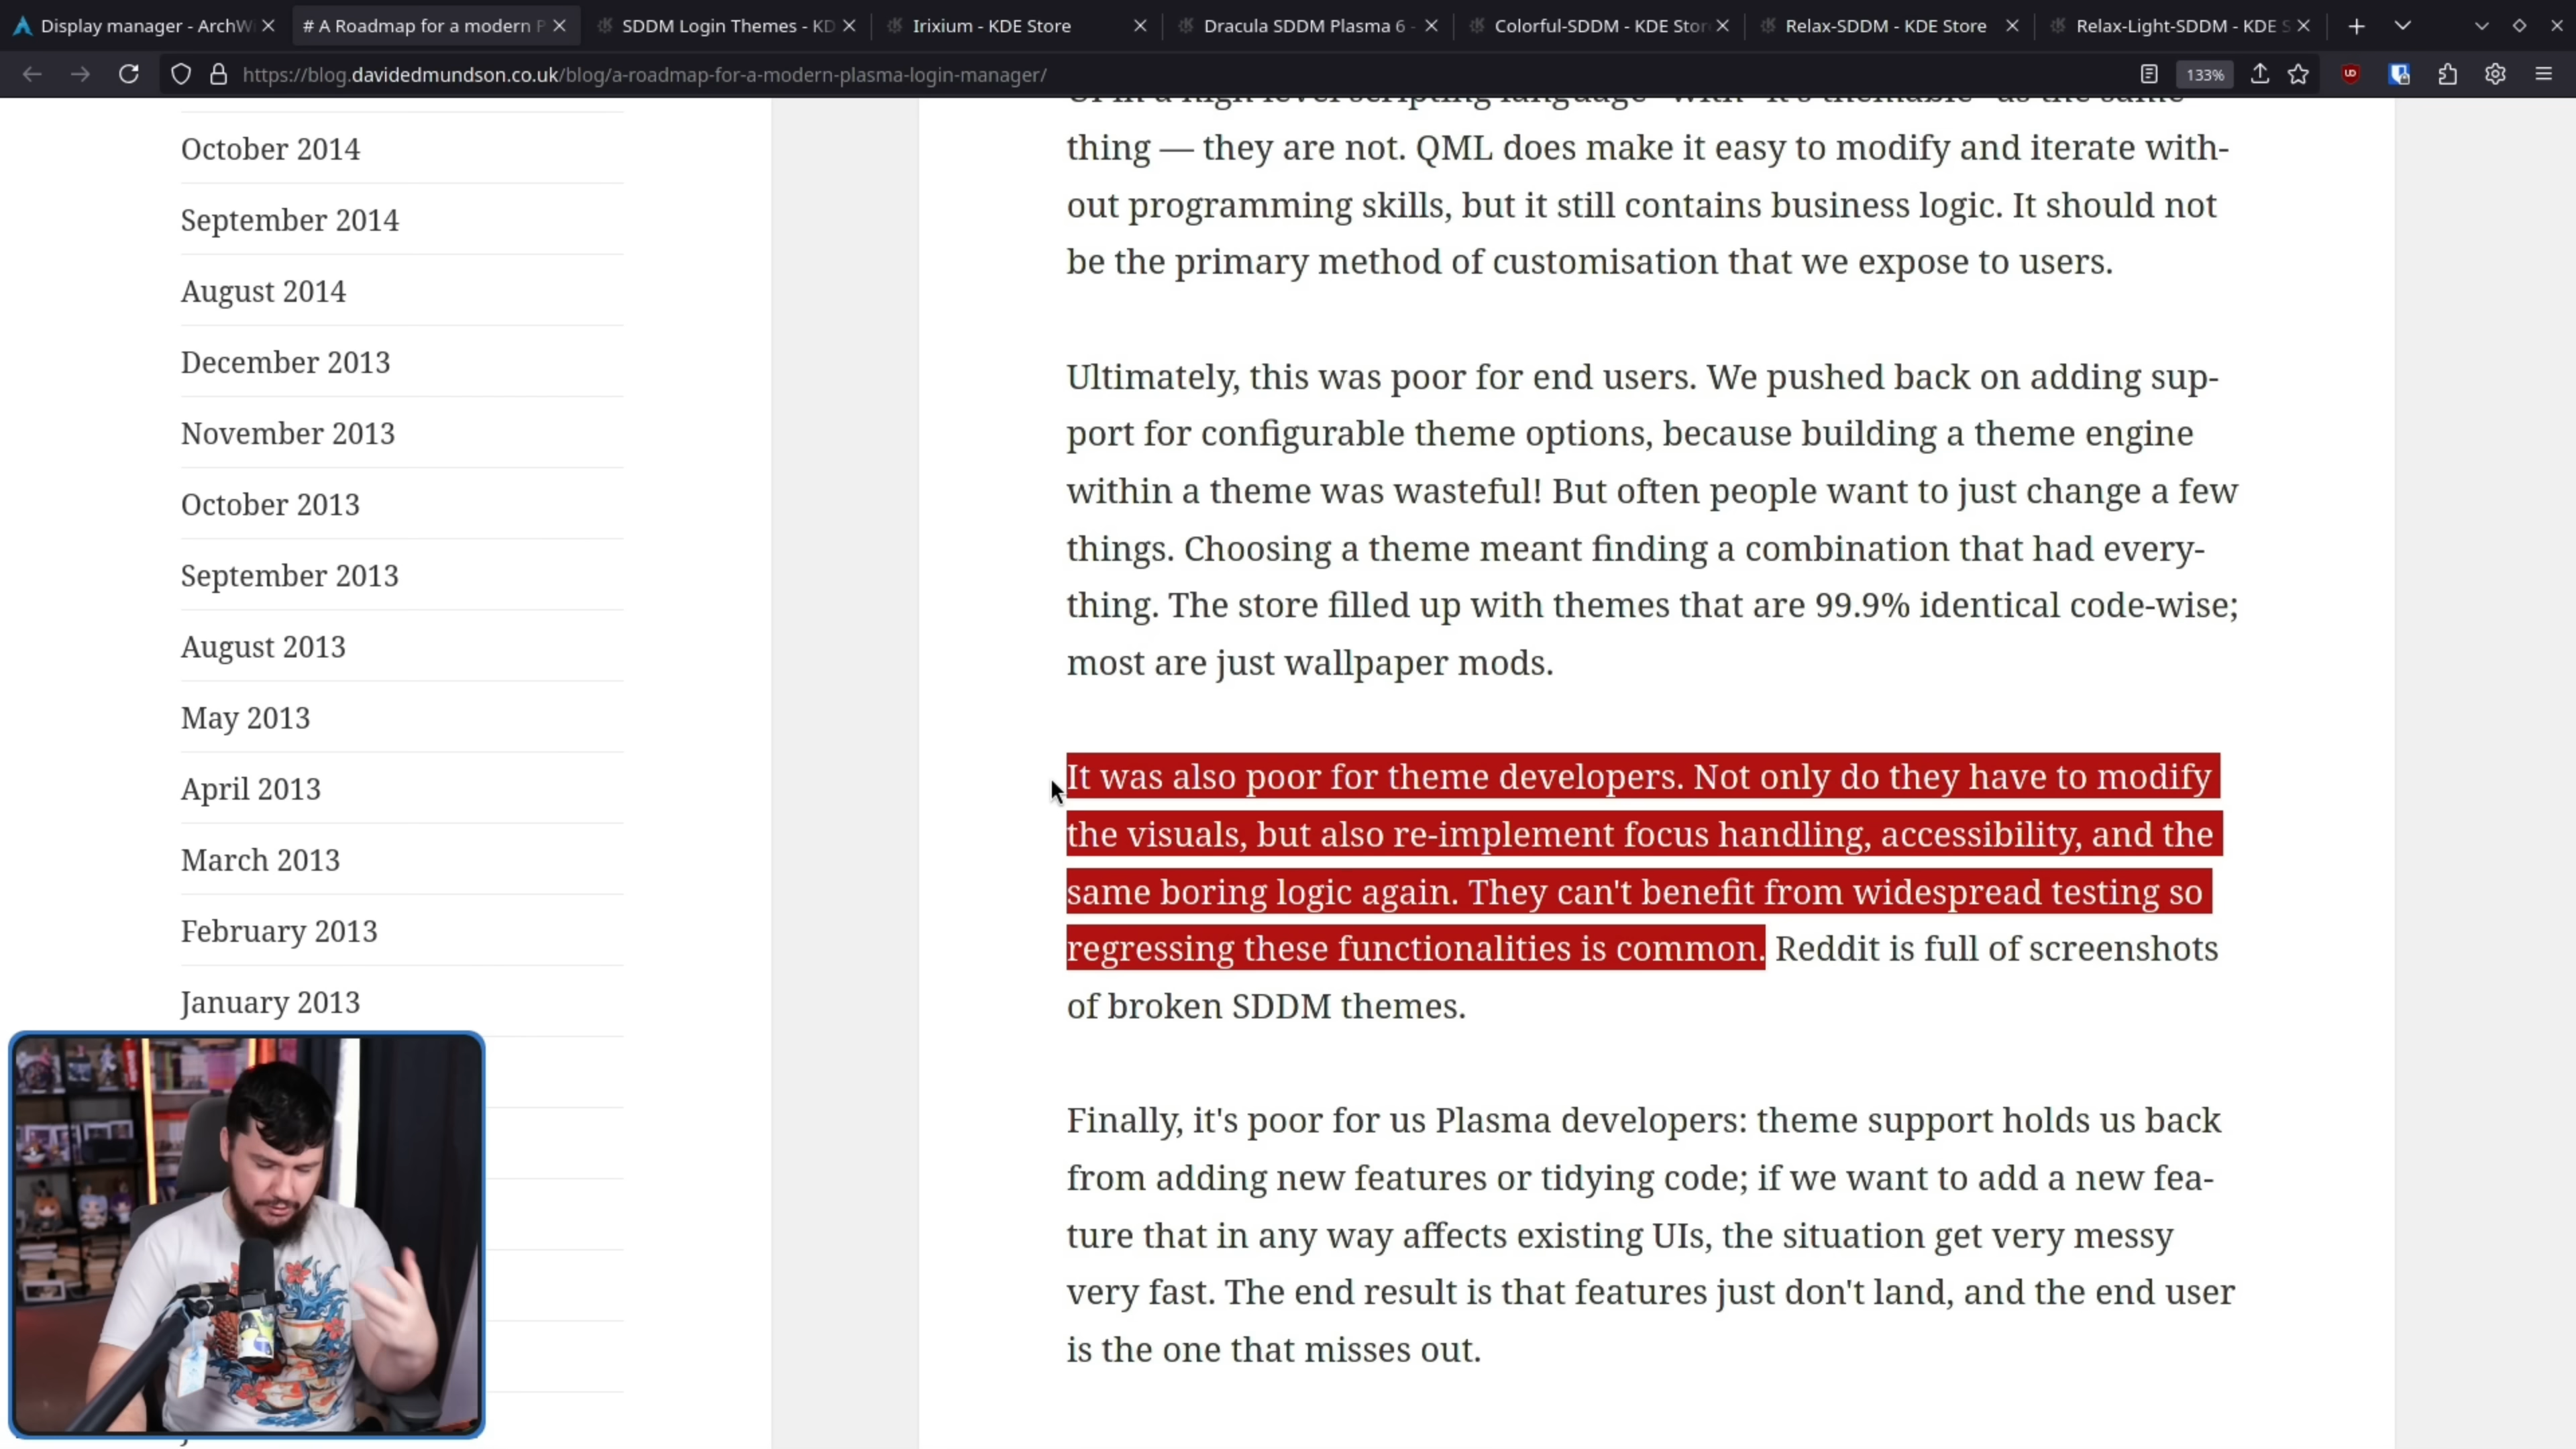 Display manager - ArchW
# A Roadmap for a modern P
SDDM Login Themes - KD
Irixium - KDE Store
Dracula SDDM Plasma 6 -
Colorful-SDDM - KDE Stor
Relax-SDDM - KDE Store
Relax-Light-SDDM - KDE S
https://blog.davidedmundson.co.uk/blog/a-roadmap-for-a-modern-plasma-login-manager/
133%
October 2014
September 2014
August 2014
December 2013
November 2013
October 2013
September 2013
August 2013
May 2013
April 2013
March 2013
February 2013
January 2013
UI in a high level scripting language" with "it's themable" as the same
thing — they are not. QML does make it easy to modify and iterate with-
out programming skills, but it still contains business logic. It should not
be the primary method of customisation that we expose to users.
Ultimately, this was poor for end users. We pushed back on adding sup-
port for configurable theme options, because building a theme engine
within a theme was wasteful! But often people want to just change a few
things. Choosing a theme meant finding a combination that had every-
thing. The store filled up with themes that are 99.9% identical code-wise;
most are just wallpaper mods.
It was also poor for theme developers. Not only do they have to modify
the visuals, but also re-implement focus handling, accessibility, and the
same boring logic again. They can't benefit from widespread testing so
regressing these functionalities is common. Reddit is full of screenshots
of broken SDDM themes.
Finally, it's poor for us Plasma developers: theme support holds us back
from adding new features or tidying code; if we want to add a new fea-
ture that in any way affects existing UIs, the situation get very messy
very fast. The end result is that features just don't land, and the end user
is the one that misses out.